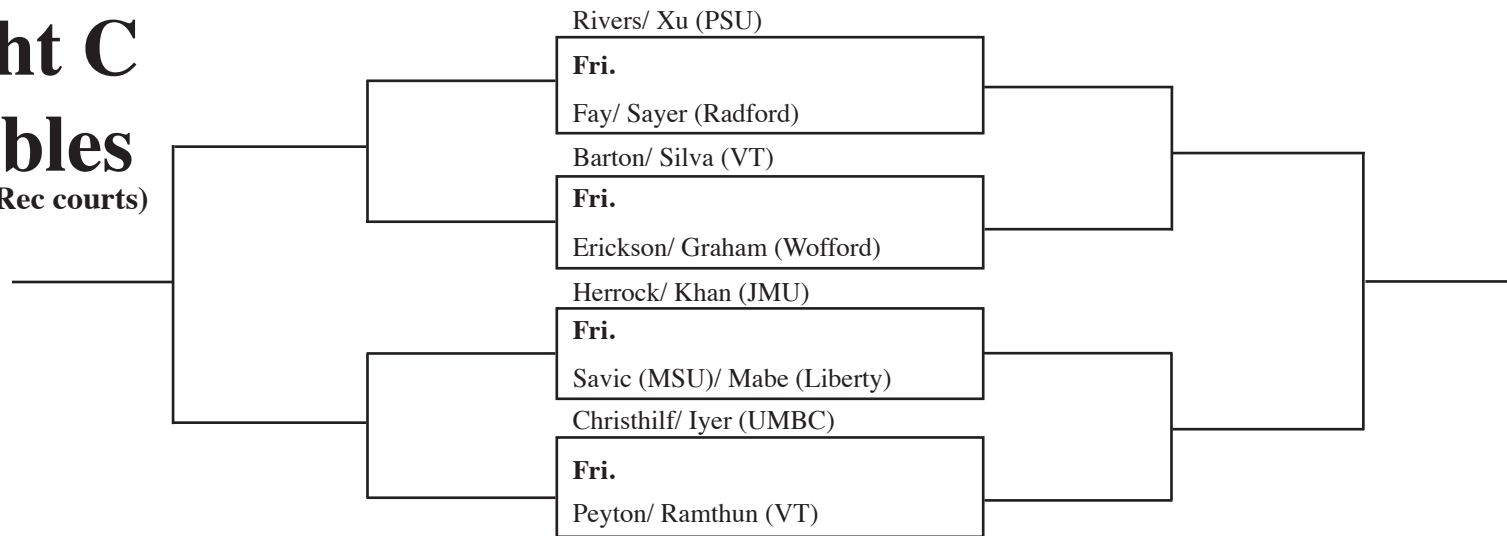 ht C
bles
Rec courts)
Rivers/ Xu (PSU)
Fri.
Fay/ Sayer (Radford)
Barton/ Silva (VT)
Fri.
Erickson/ Graham (Wofford)
Herrock/ Khan (JMU)
Fri.
Savic (MSU)/ Mabe (Liberty)
Christhilf/ Iyer (UMBC)
Fri.
Peyton/ Ramthun (VT)